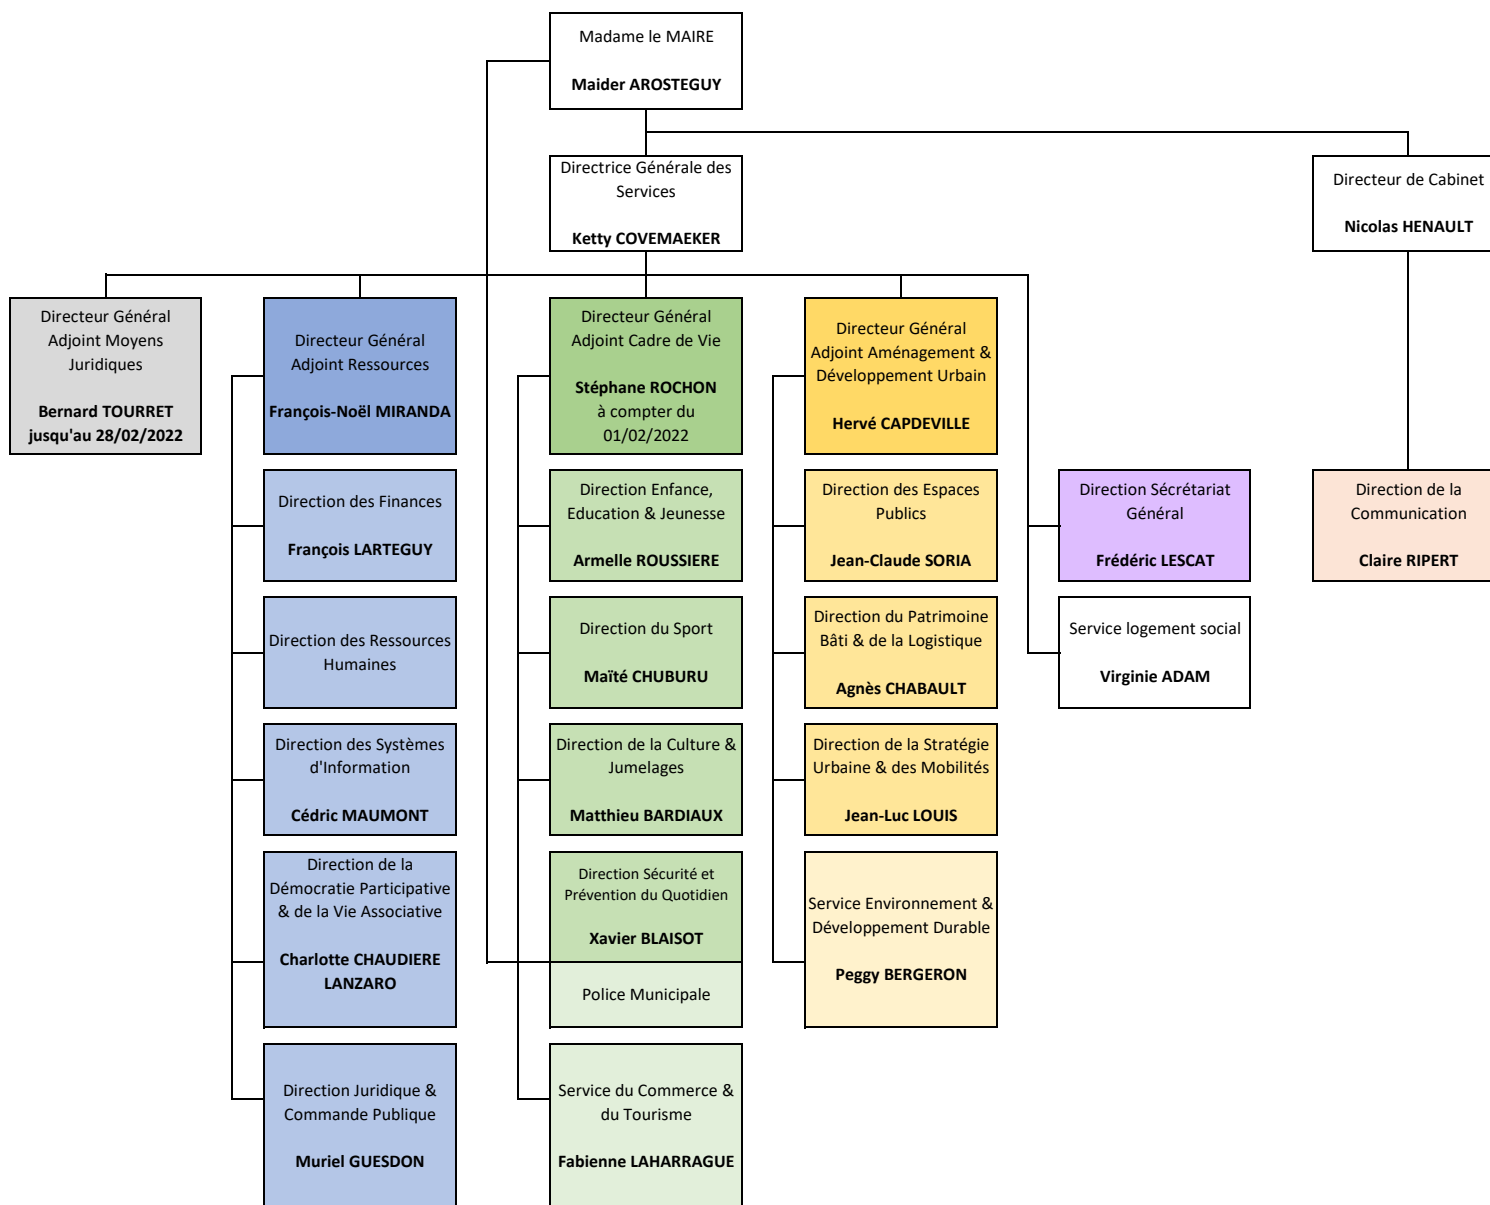 Madame le MAIRE
Maider AROSTEGUY
Directrice Générale des
Services
Ketty COVEMAEKER
Directeur de Cabinet
Nicolas HENAULT
Directeur Général
Adjoint Moyens
Juridiques
Bernard TOURRET
jusqu'au 28/02/2022
Directeur Général
Adjoint Ressources
François-Noël MIRANDA
Directeur Général
Adjoint Cadre de Vie
Stéphane ROCHON
à compter du
01/02/2022
Directeur Général
Adjoint Aménagement &
Développement Urbain
Hervé CAPDEVILLE
Direction des Finances
François LARTEGUY
Direction Enfance,
Education & Jeunesse
Armelle ROUSSIERE
Direction des Espaces
Publics
Jean-Claude SORIA
Direction Sécrétariat
Général
Frédéric LESCAT
Direction de la
Communication
Claire RIPERT
Direction des Ressources
Humaines
Direction du Sport
Maïté CHUBURU
Direction du Patrimoine
Bâti & de la Logistique
Agnès CHABAULT
Service logement social
Virginie ADAM
Direction des Systèmes
d'Information
Cédric MAUMONT
Direction de la Culture &
Jumelages
Matthieu BARDIAUX
Direction de la Stratégie
Urbaine & des Mobilités
Jean-Luc LOUIS
Direction de la
Démocratie Participative
& de la Vie Associative
Charlotte CHAUDIERE
LANZARO
Direction Sécurité et
Prévention du Quotidien
Xavier BLAISOT
Police Municipale
Service Environnement &
Développement Durable
Peggy BERGERON
Direction Juridique &
Commande Publique
Muriel GUESDON
Service du Commerce &
du Tourisme
Fabienne LAHARRAGUE